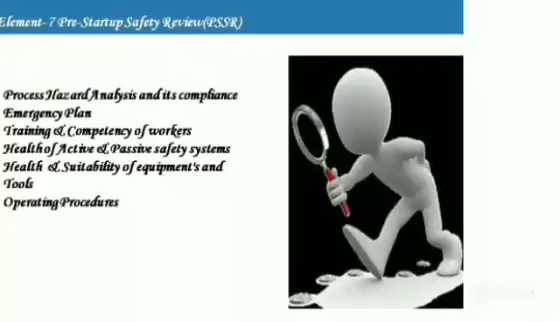 Element- 7 Pre-Startup Safety Review(PSSR)
Process Hazard Analysis and its compliance
Emergency Plan
Training & Competency of workers
Health of Active & Passive safety systems
Health & Suitability of equipment's and
Tools
Operating Procedures